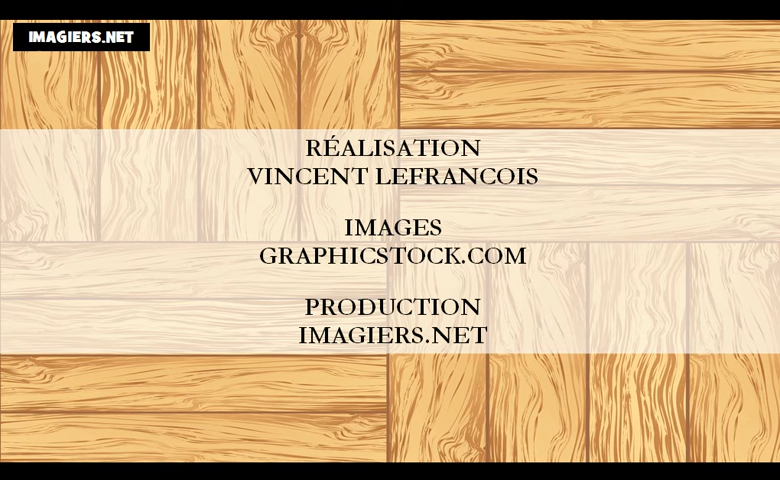 IMAGIERS.NET
RÉALISATION
VINCENT LEFRANCOIS
IMAGES
GRAPHICSTOCK.COM
PRODUCTION
IMAGIERS.NET